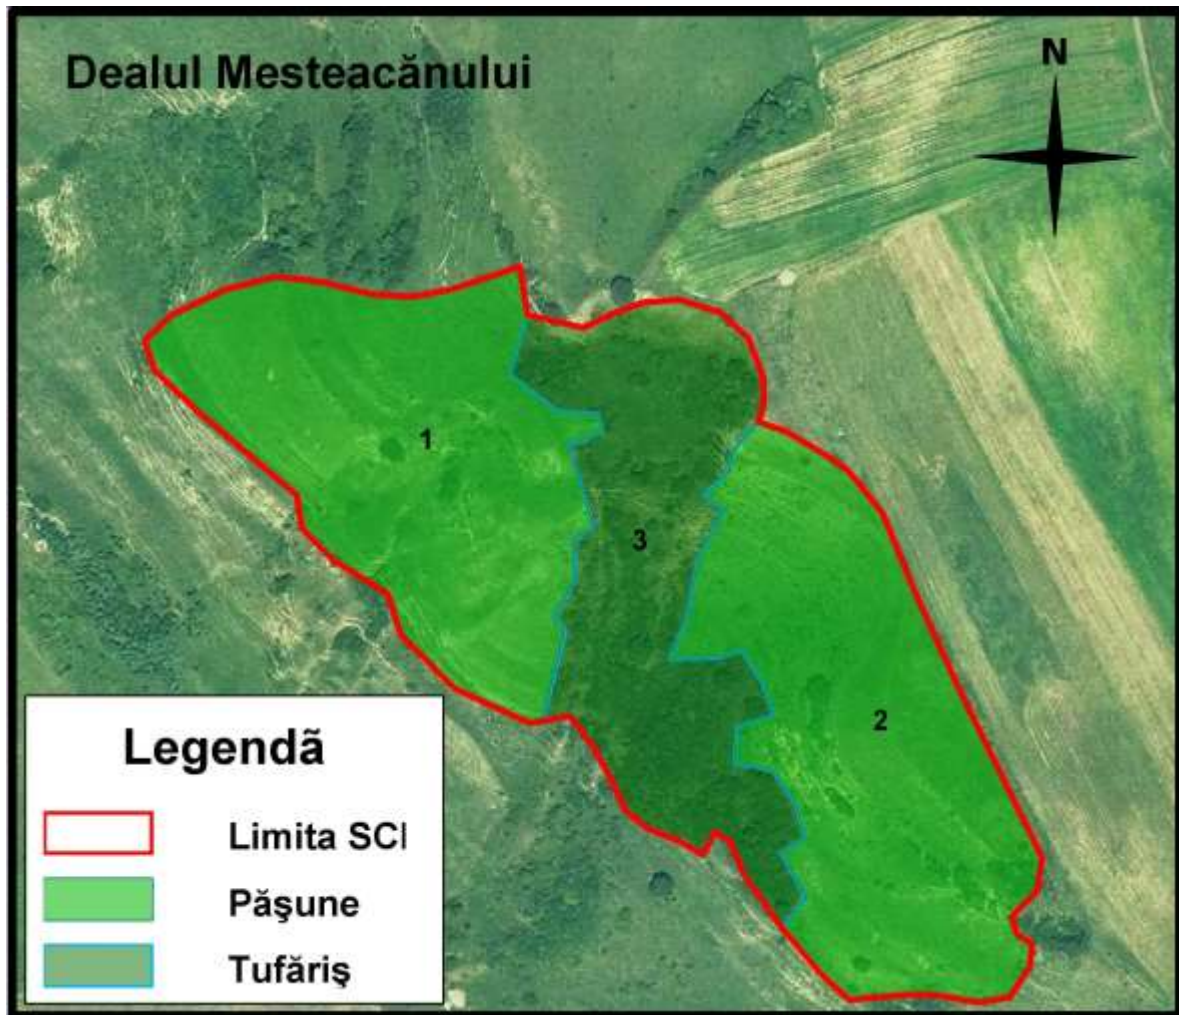 Dealul Mesteacănului
N
1
3
2
Legendã
Limita SCI
Păşune
Tufăriş